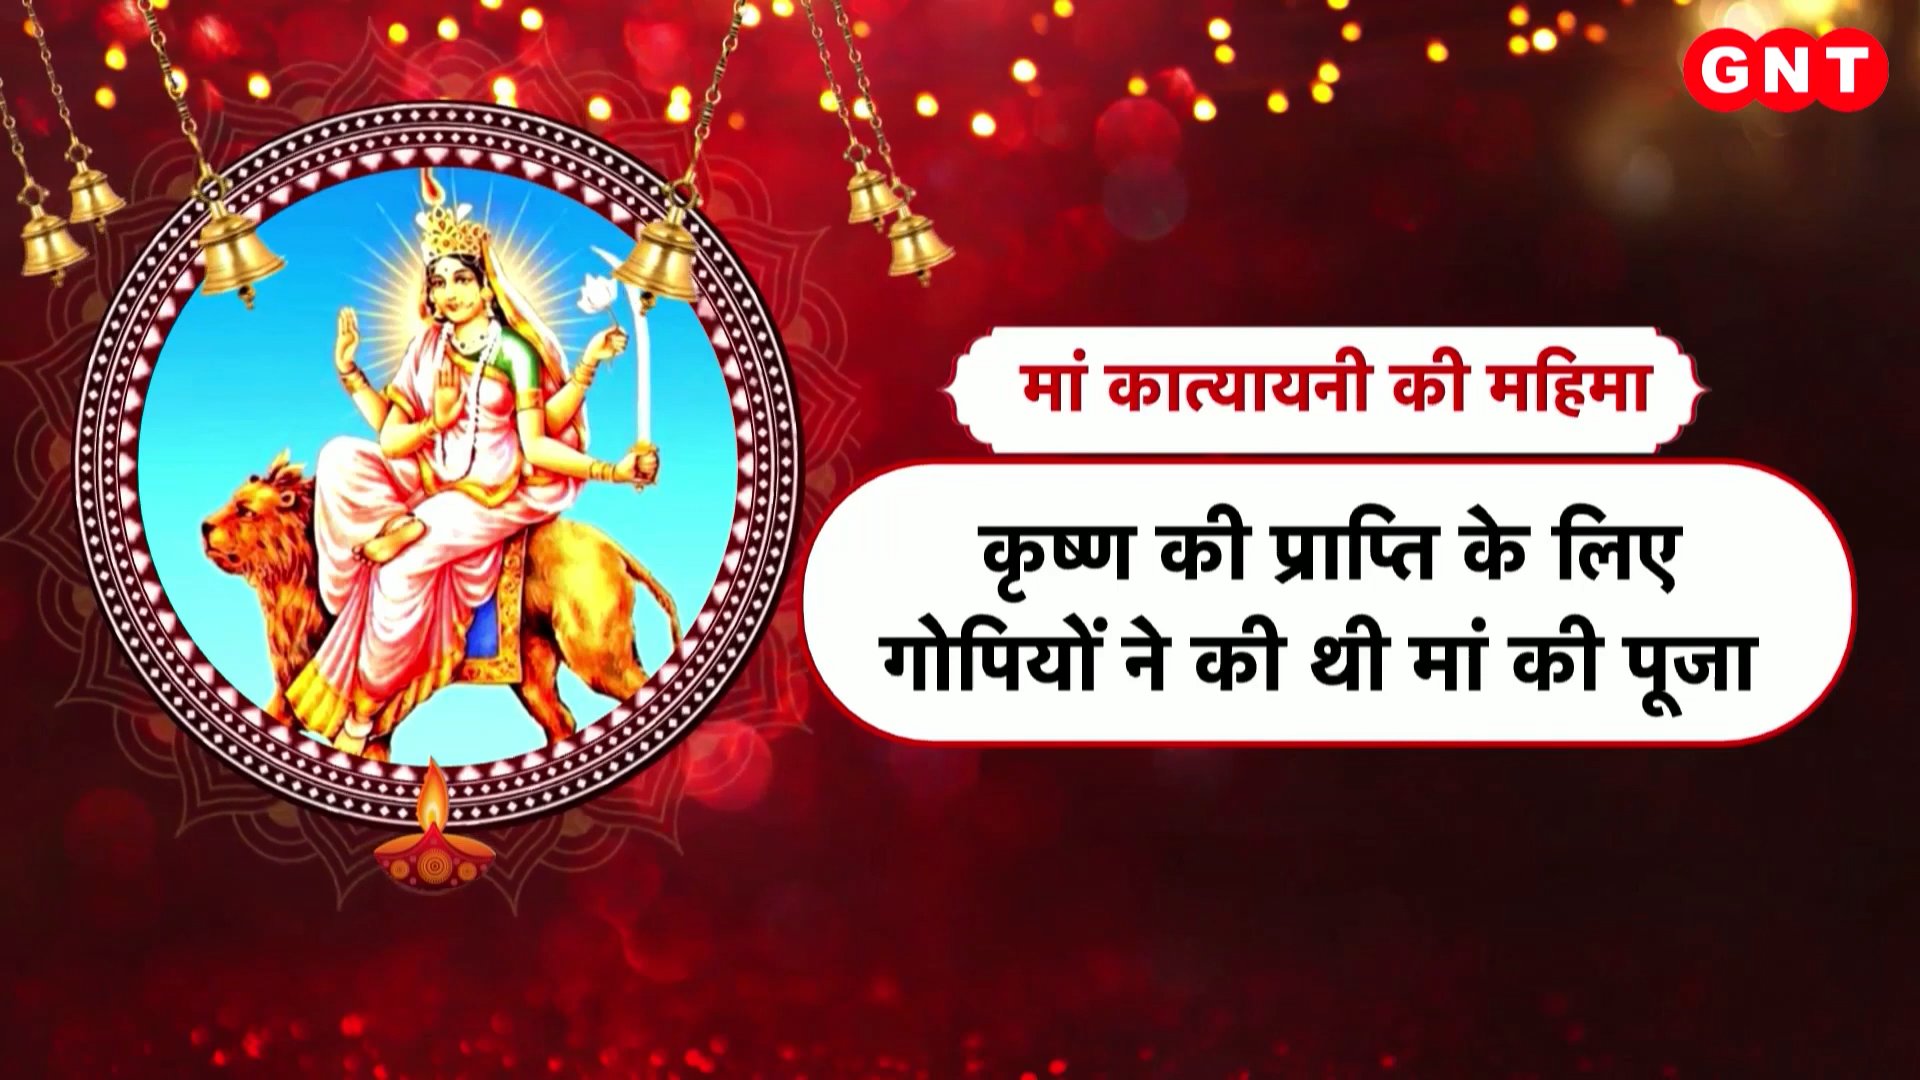 GNT
मां कात्यायनी की महिमा
कृष्ण की प्राप्ति के लिए
गोपियों ने की थी मां की पूजा